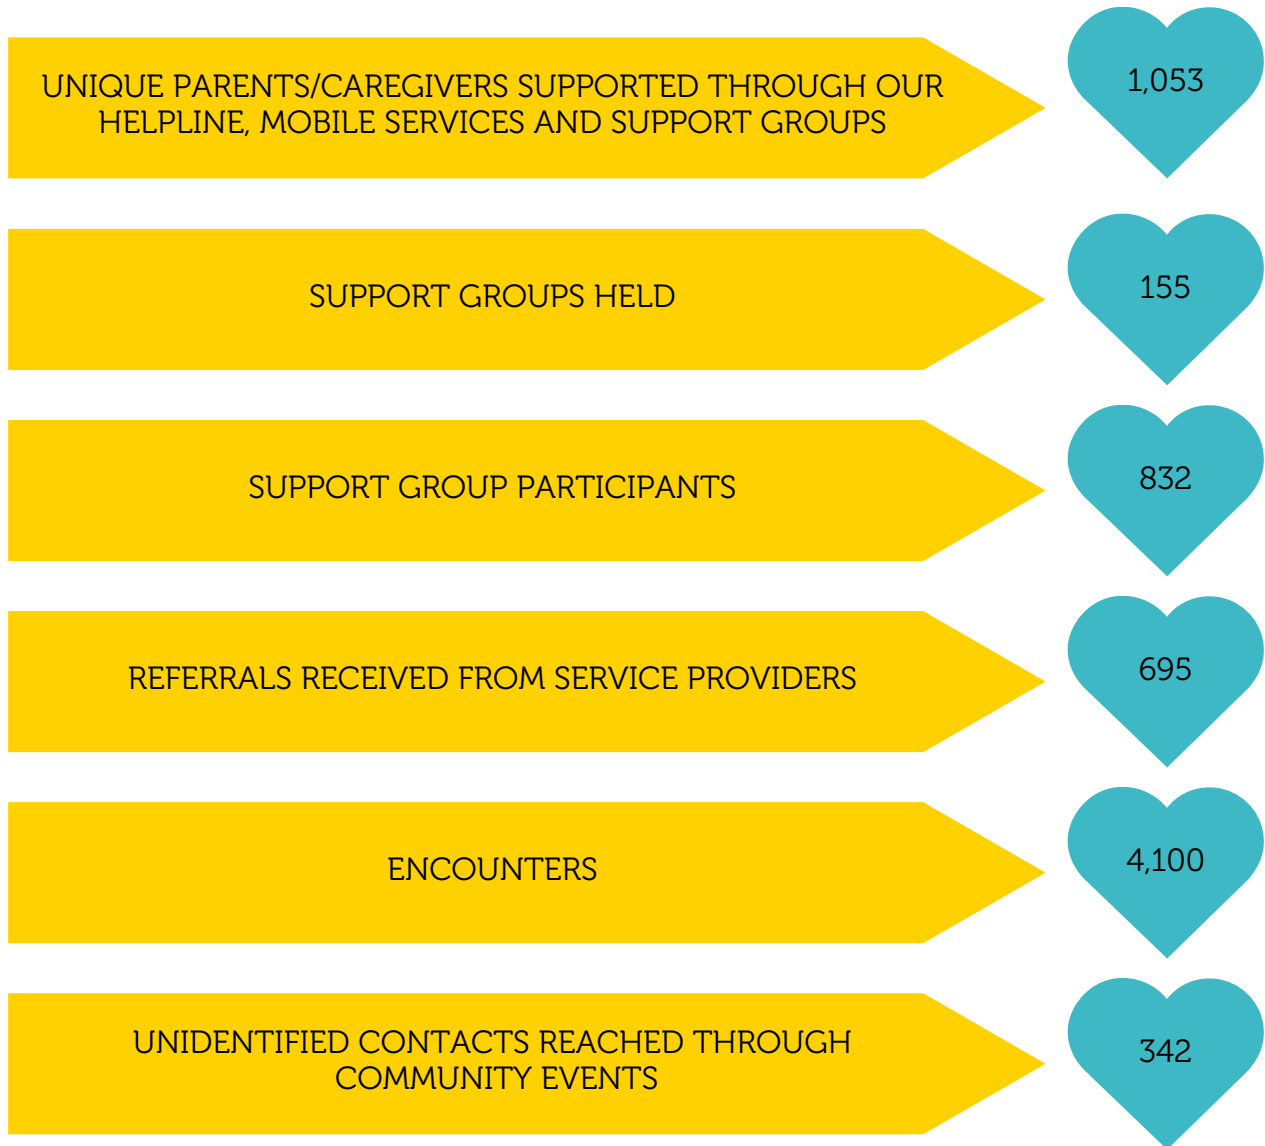 UNIQUE PARENTS/CAREGIVERS SUPPORTED THROUGH OUR
HELPLINE, MOBILE SERVICES AND SUPPORT GROUPS
1,053
SUPPORT GROUPS HELD
155
SUPPORT GROUP PARTICIPANTS
832
REFERRALS RECEIVED FROM SERVICE PROVIDERS
695
ENCOUNTERS
4,100
UNIDENTIFIED CONTACTS REACHED THROUGH
COMMUNITY EVENTS
342